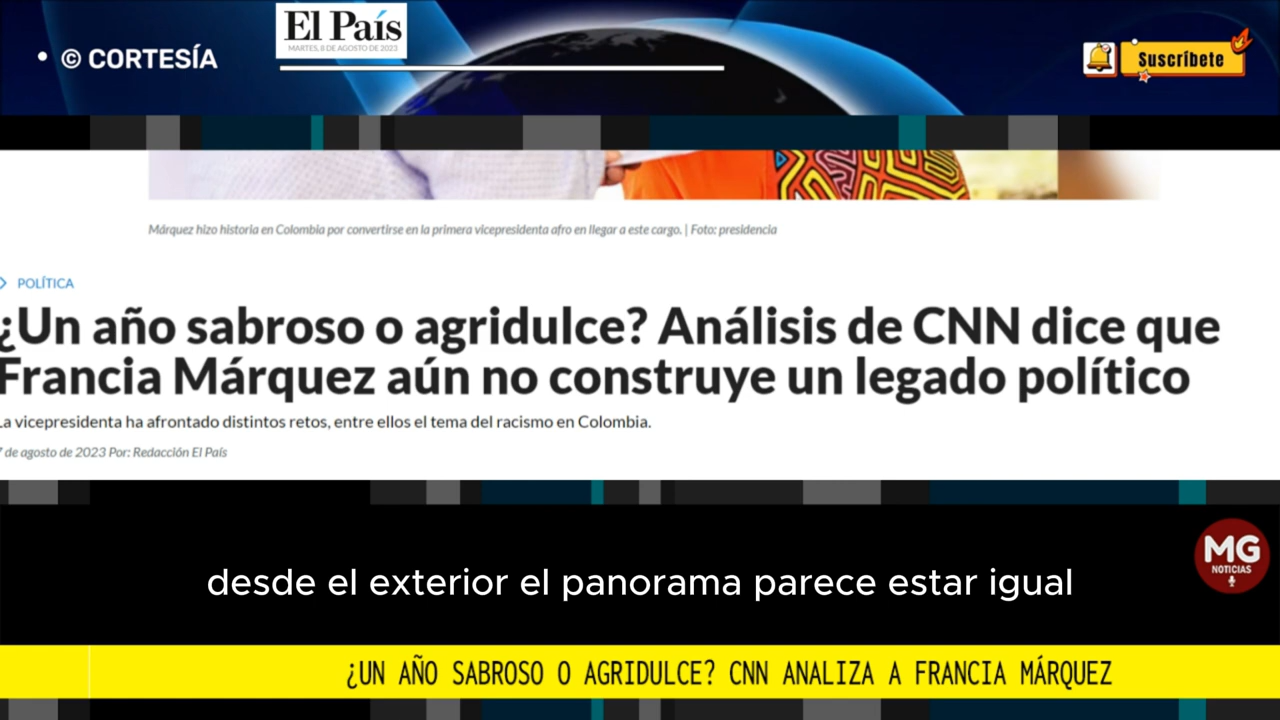 © CORTESÍA
El País
MARTES, 8 DE AGOSTO DE 2023
Suscríbete
Márquez hizo historia en Colombia por convertirse en la primera vicepresidenta afro en llegar a este cargo. | Foto: presidencia
POLÍTICA
¿Un año sabroso o agridulce? Análisis de CNN dice que
Francia Márquez aún no construye un legado político
La vicepresidenta ha afrontado distintos retos, entre ellos el tema del racismo en Colombia.
7 de agosto de 2023 Por: Redacción El País
MG
NOTICIAS
desde el exterior el panorama parece estar igual
¿UN AÑO SABROSO O AGRIDULCE? CNN ANALIZA A FRANCIA MÁRQUEZ